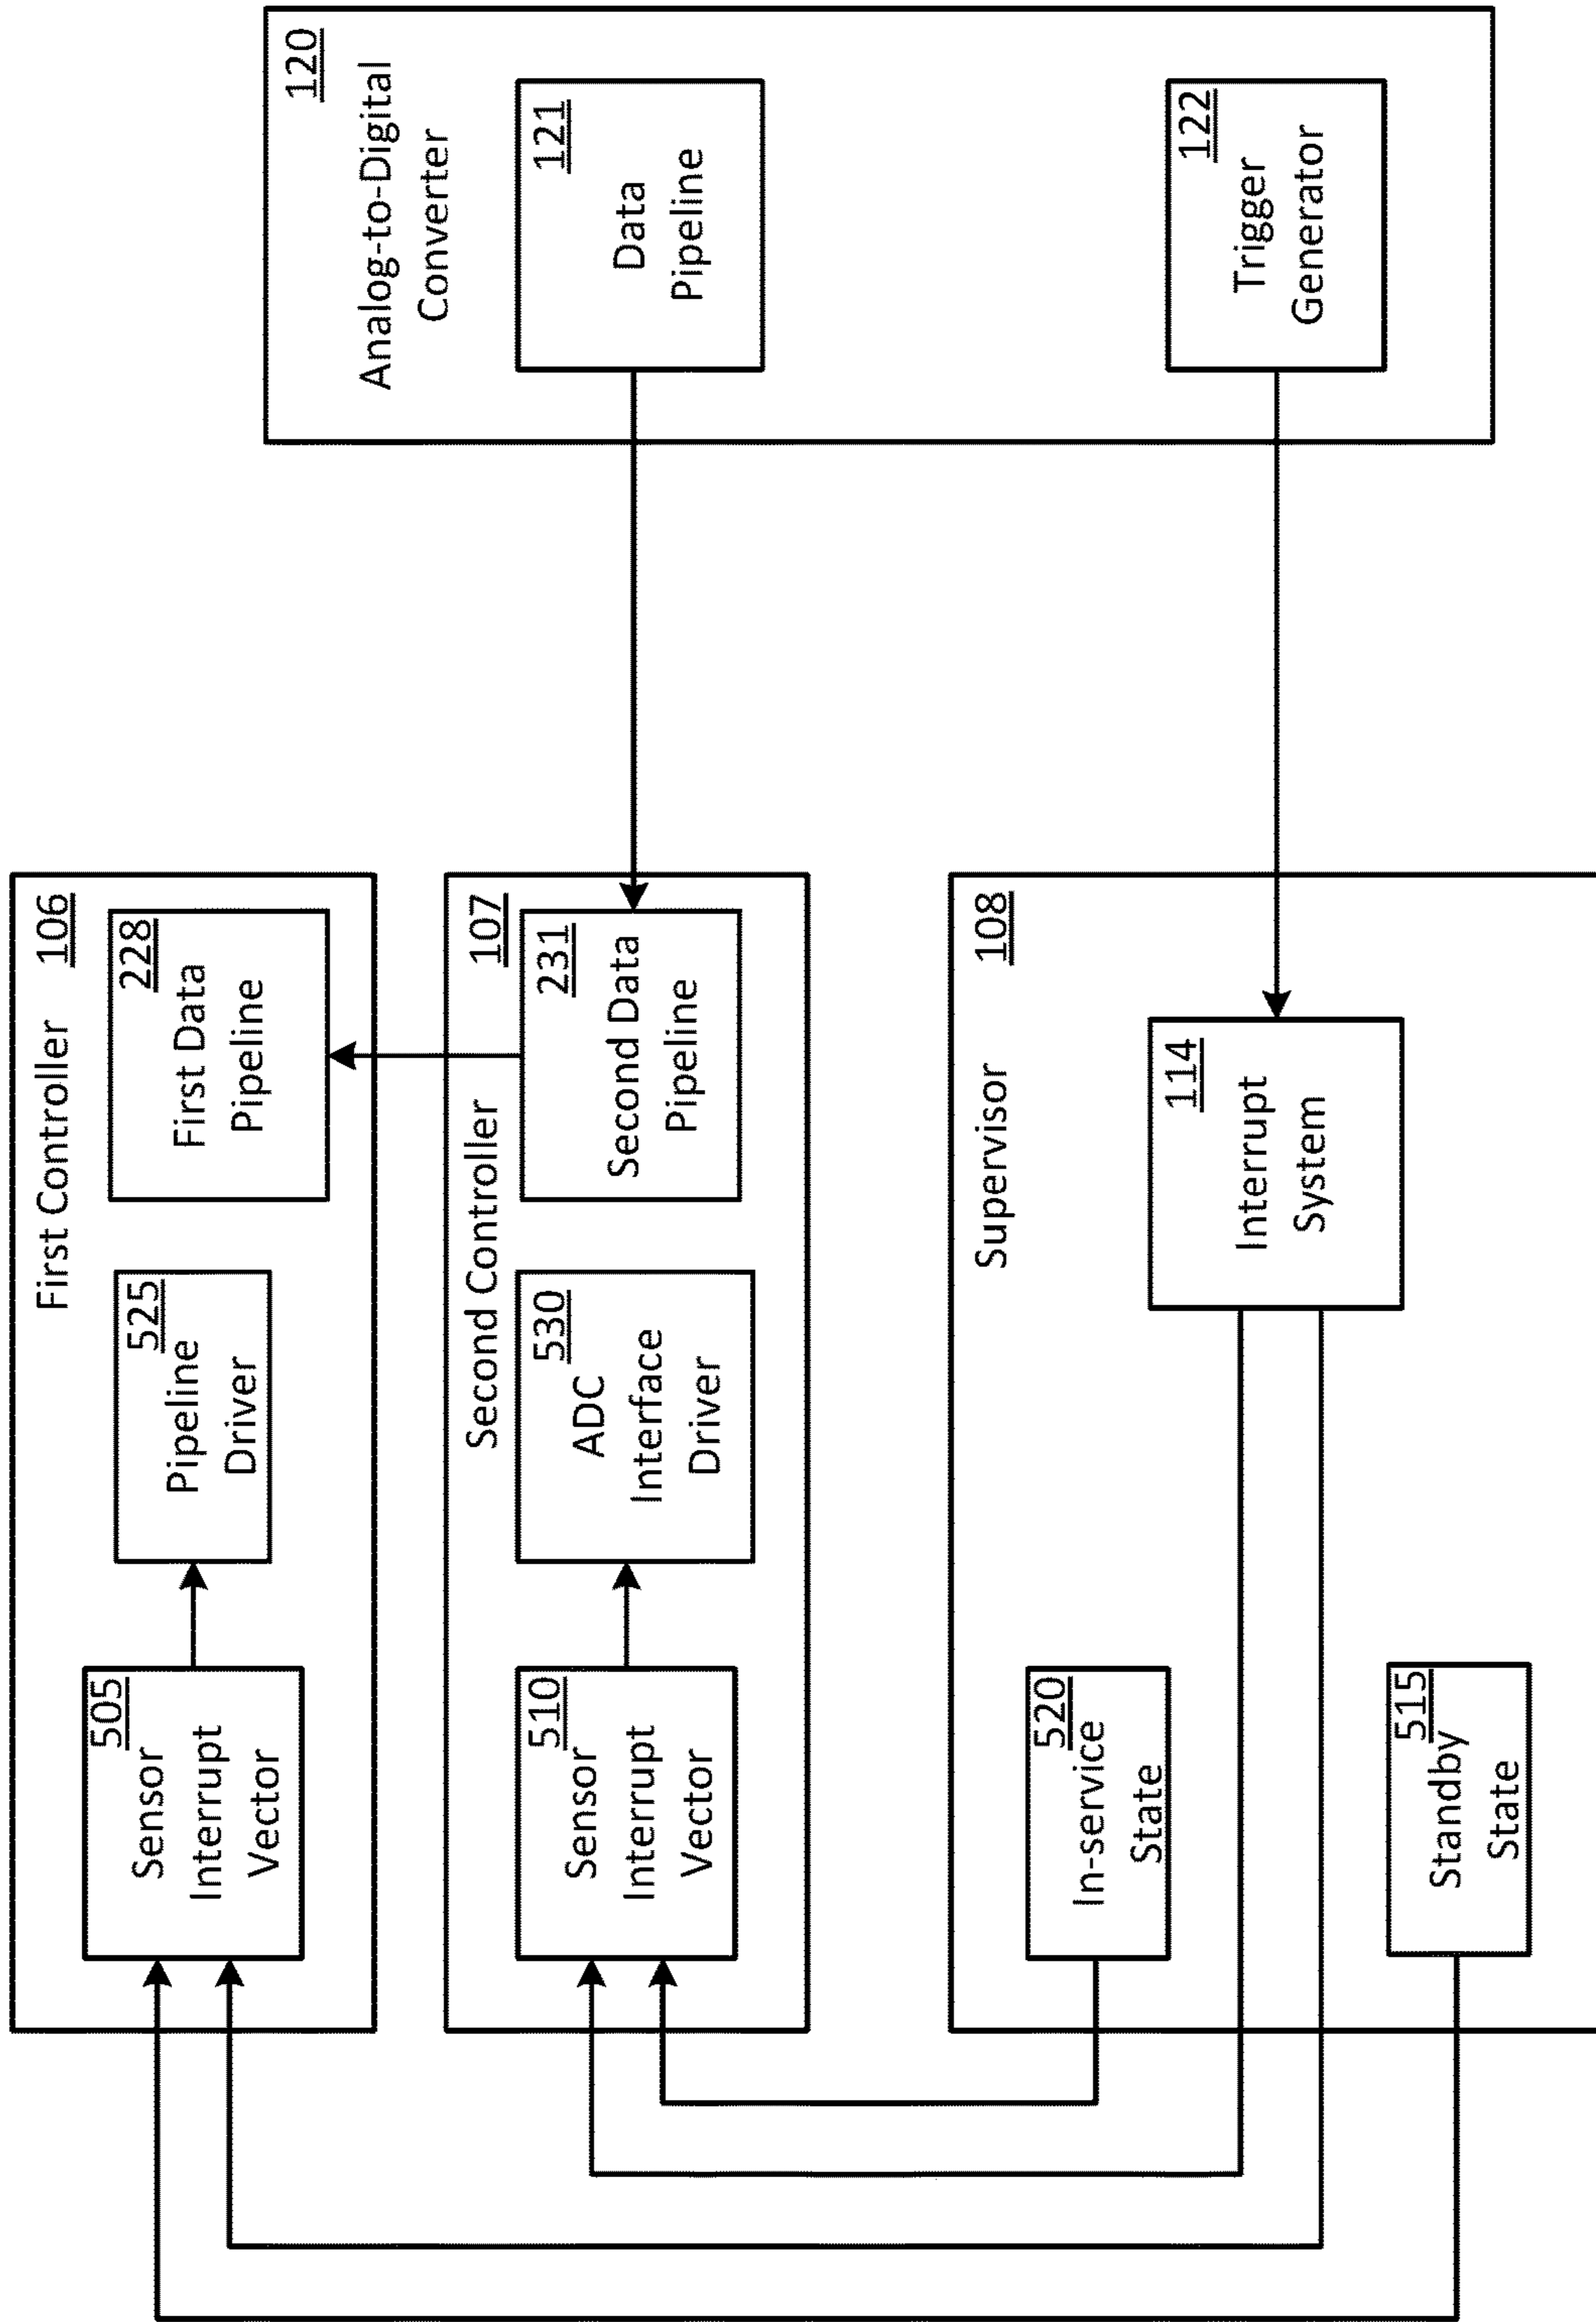 First Controller
106
505
Sensor
Interrupt
Vector
525
Pipeline
Driver
228
First Data
Pipeline
Second Controller
107
510
Sensor
Interrupt
Vector
530
ADC
Interface
Driver
231
Second Data
Pipeline
Supervisor
108
520
In-service
State
515
Standby
State
114
Interrupt
System
120
Analog-to-Digital
Converter
121
Data
Pipeline
122
Trigger
Generator